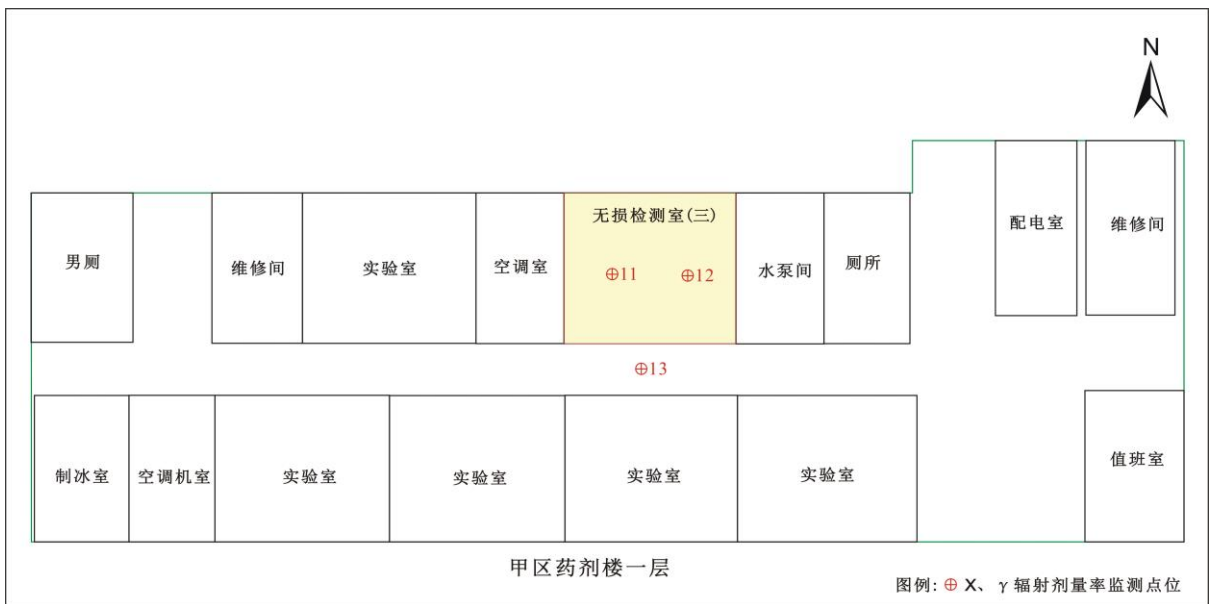 N
无损检测室(三)
男厕
维修间
实验室
空调室
⊕11
⊕12
水泵间
厕所
配电室
维修间
⊕13
制冰室
空调机室
实验室
实验室
实验室
实验室
值班室
甲区药剂楼一层
图例: ⊕ X、γ辐射剂量率监测点位